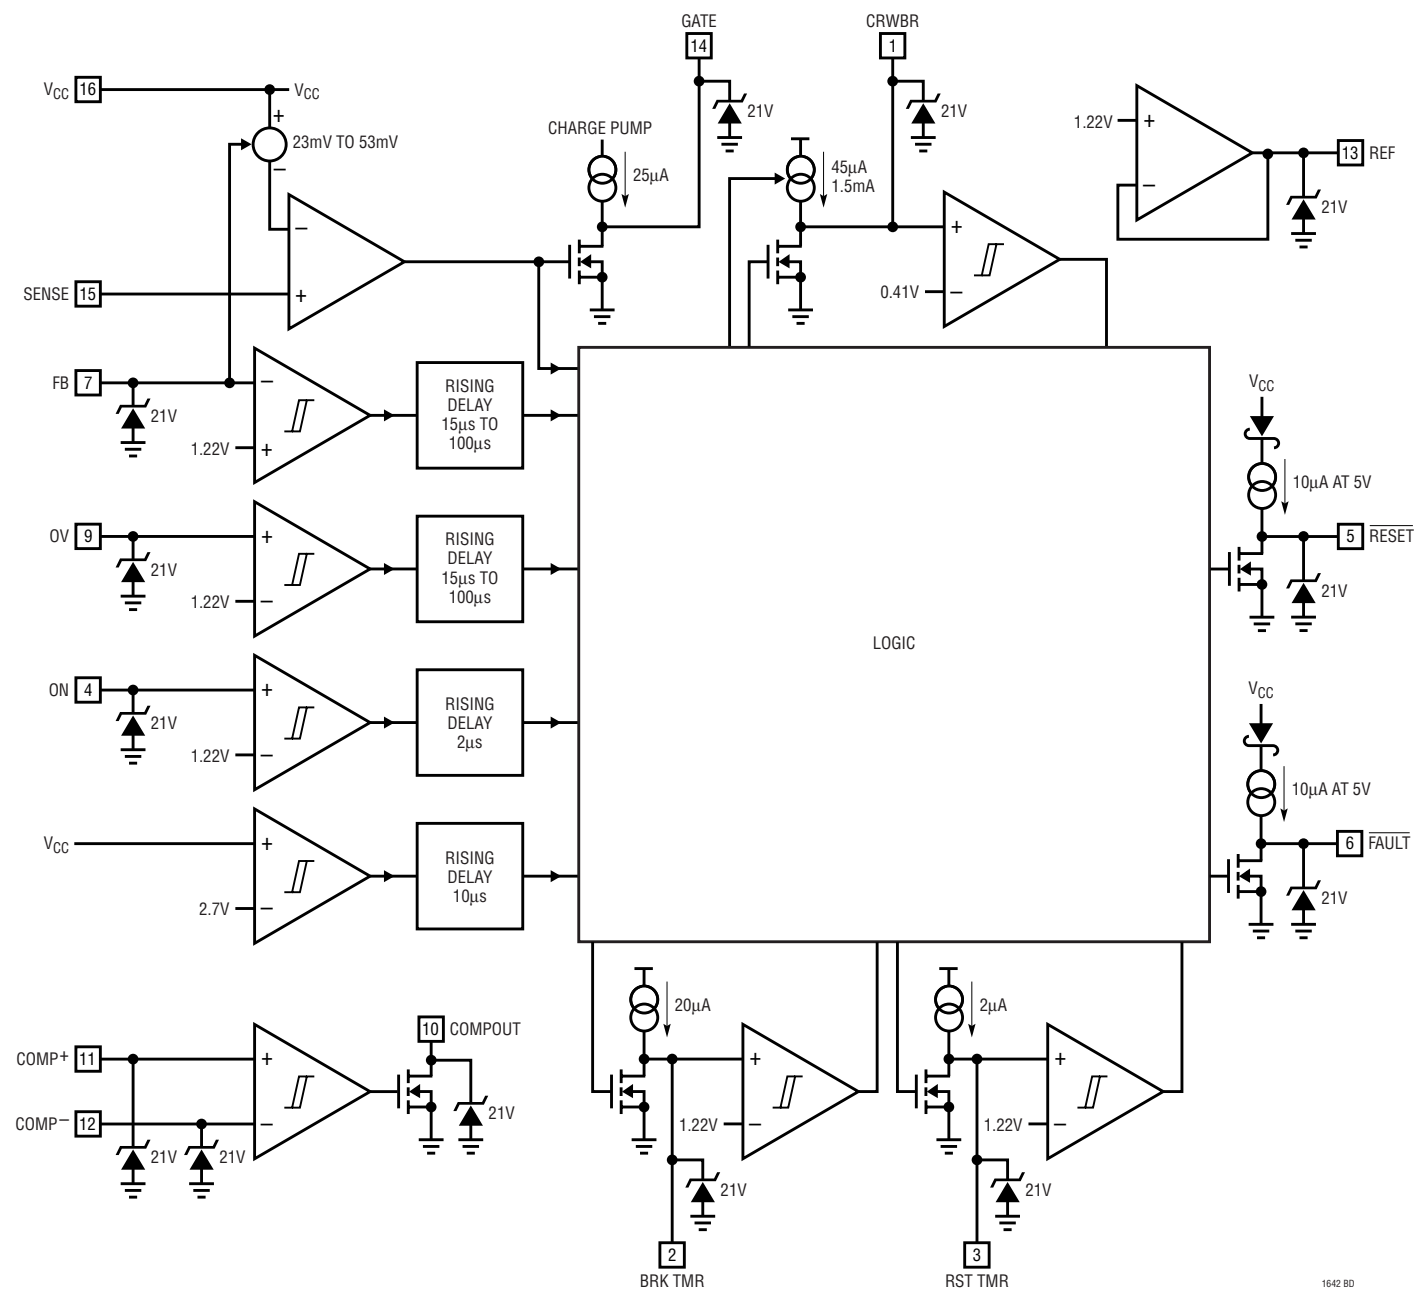 GATE
14
CRWBR
1
VCC 16
VCC
+
23mV TO 53mV
−
CHARGE PUMP
25µA
21V
45µA
1.5mA
21V
1.22V
+
−
13 REF
21V
−
+
SENSE 15
+
0.41V −
FB 7
21V
−
1.22V +
RISING
DELAY
15µs TO
100µs
OV 9
21V
+
1.22V −
RISING
DELAY
15µs TO
100µs
ON 4
21V
+
1.22V −
RISING
DELAY
2µs
VCC
+
2.7V −
RISING
DELAY
10µs
LOGIC
VCC
10µA AT 5V
5 RESET
21V
VCC
10µA AT 5V
6 FAULT
21V
COMP+ 11
COMP− 12
+
−
21V
21V
10 COMPOUT
21V
20µA
+
1.22V −
21V
2
BRK TMR
2µA
+
1.22V −
21V
3
RST TMR
1642 BD